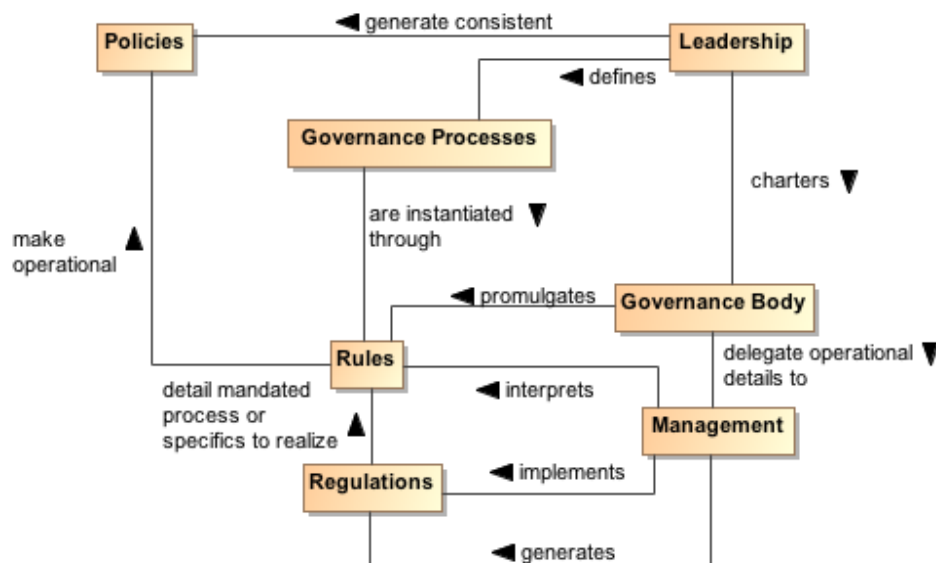 generate consistent
Policies
Leadership
defines
Governance Processes
charters
are instantiated
through
make
operational
promulgates
Governance Body
Rules
delegate operational
details to
detail mandated
process or
specifics to realize
interprets
Management
Regulations
implements
generates